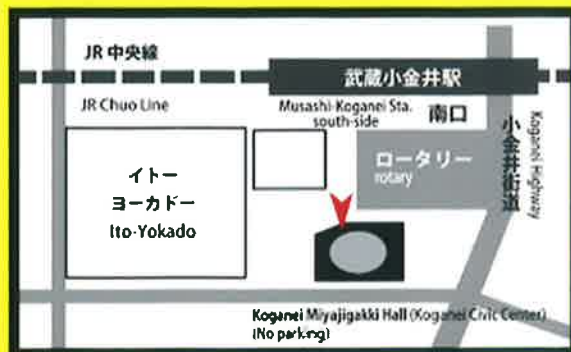 JR 中央線
武蔵小金井駅
JR Chuo Line
Musashi-Koganei Sta.
south-side
南口
小金井街道
Koganei Highway
ロータリー
rotary
イトー
ヨーカドー
Ito-Yokado
Koganei Miyajigakki Hall (Koganei Civic Center)
(No parking)